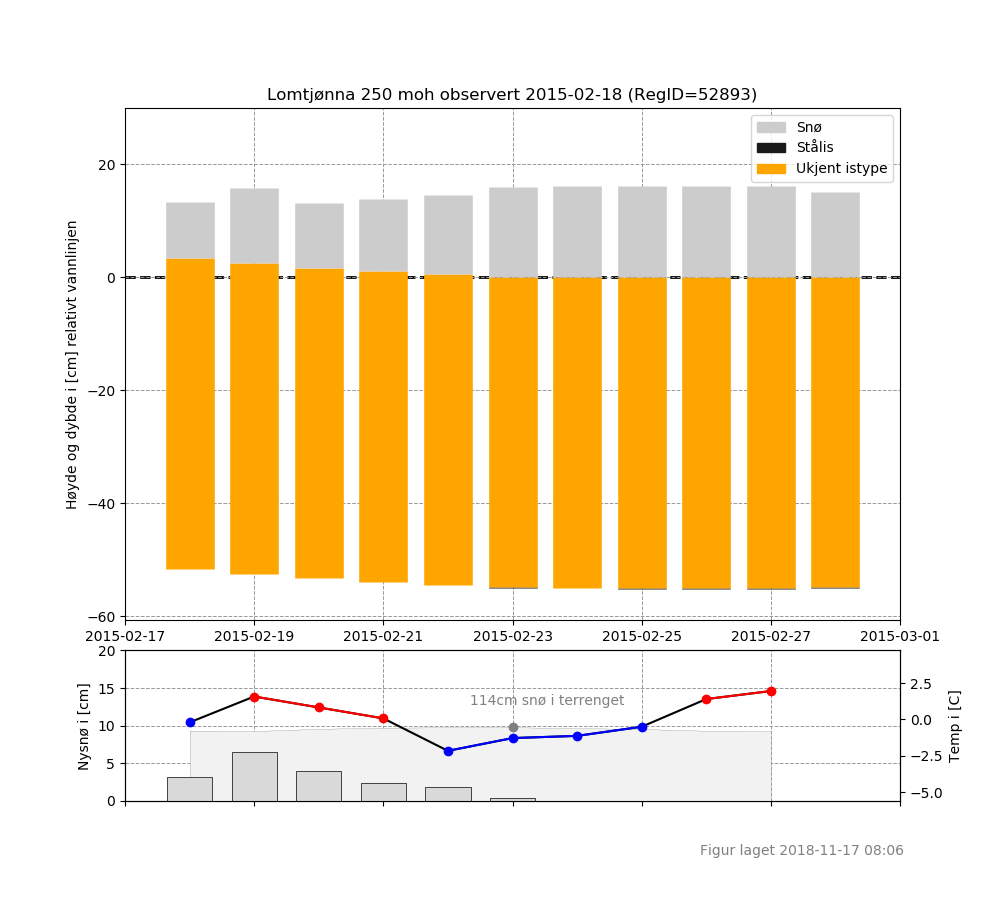 Lomtjønna 250 moh observert 2015-02-18 (RegID=52893)
Snø
Stålis
Ukjent istype
Høyde og dybde i [cm] relativt vannlinjen
20
0
−20
−40
−60
2015-02-17 2015-02-19 2015-02-21 2015-02-23 2015-02-25 2015-02-27 2015-03-01
Nysnø i [cm]
20
15
10
5
0
114cm snø i terrenget
2.5
0.0
−2.5
−5.0
Temp i [C]
Figur laget 2018-11-17 08:06